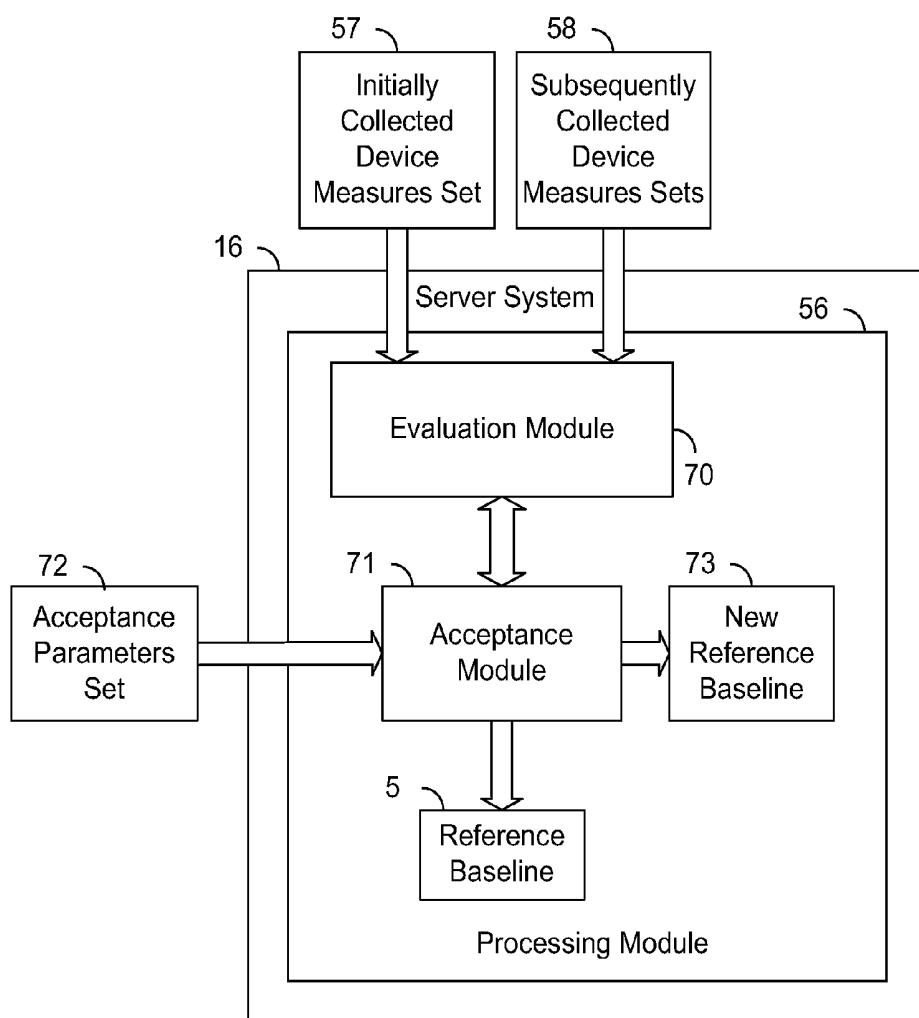 57
58
Initially
Collected
Device
Measures Set
Subsequently
Collected
Device
Measures Sets
16
Server System
56
Evaluation Module
70
72
71
73
Acceptance
Parameters
Set
Acceptance
Module
New
Reference
Baseline
5
Reference
Baseline
Processing Module